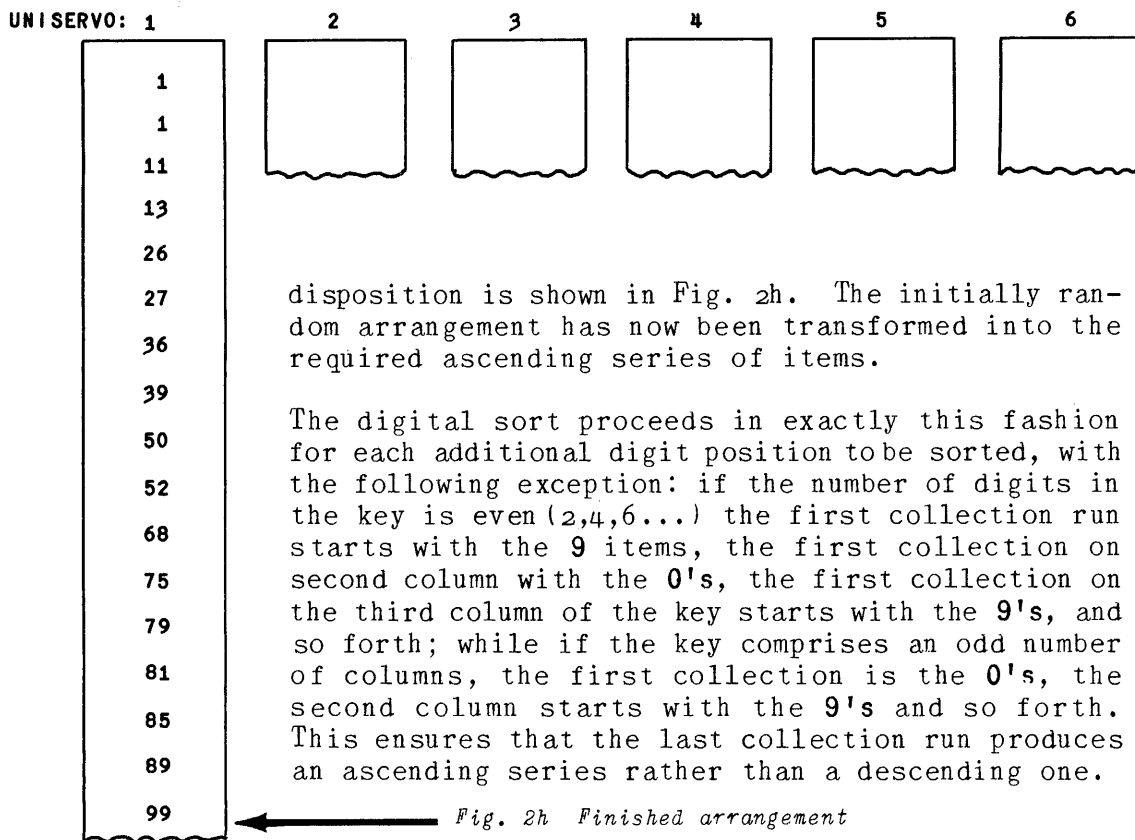 UNISERVO: 1 2 3 4 5 6
1
1
11
13
26
27
36
39
50
52
68
75
79
81
85
89
99
disposition is shown in Fig. 2h. The initially ran-
dom arrangement has now been transformed into the
required ascending series of items.
The digital sort proceeds in exactly this fashion
for each additional digit position to be sorted, with
the following exception: if the number of digits in
the key is even (2,4,6...) the first collection run
starts with the 9 items, the first collection on
second column with the 0's, the first collection on
the third column of the key starts with the 9's, and
so forth; while if the key comprises an odd number
of columns, the first collection is the 0's, the
second column starts with the 9's and so forth.
This ensures that the last collection run produces
an ascending series rather than a descending one.
Fig. 2h Finished arrangement